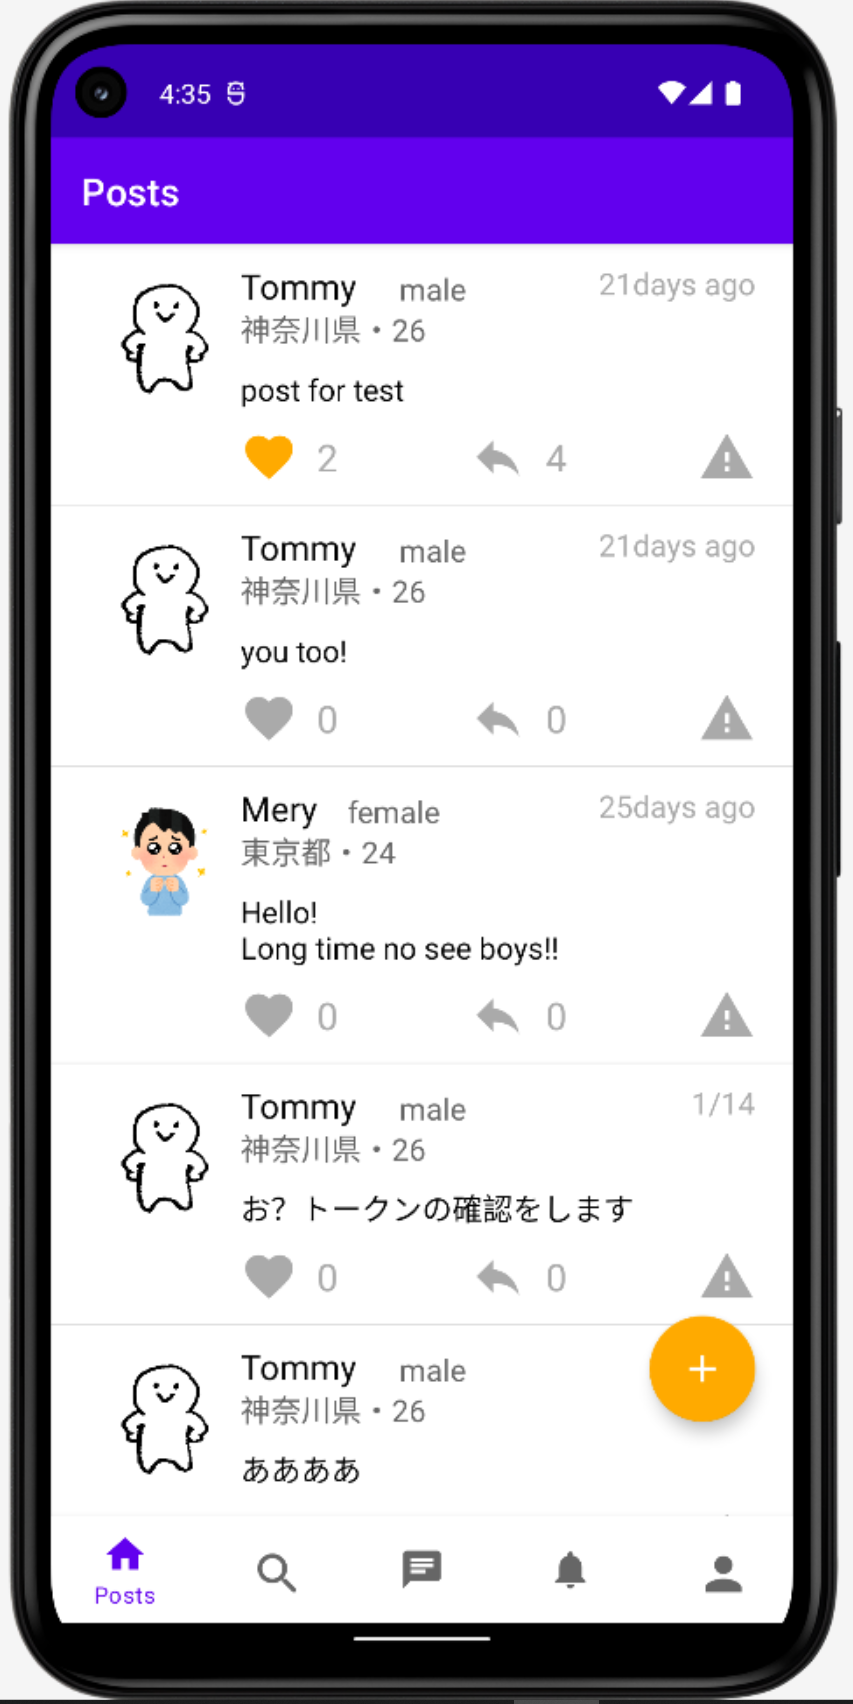 4:35
Posts
Tommy male 21days ago
神奈川県・26
post for test
2 4
Tommy male 21days ago
神奈川県・26
you too!
0 0
Mery female 25days ago
東京都・24
Hello!
Long time no see boys!!
0 0
Tommy male 1/14
神奈川県・26
お？トークンの確認をします
0 0
Tommy male
神奈川県・26
ああああ
Posts